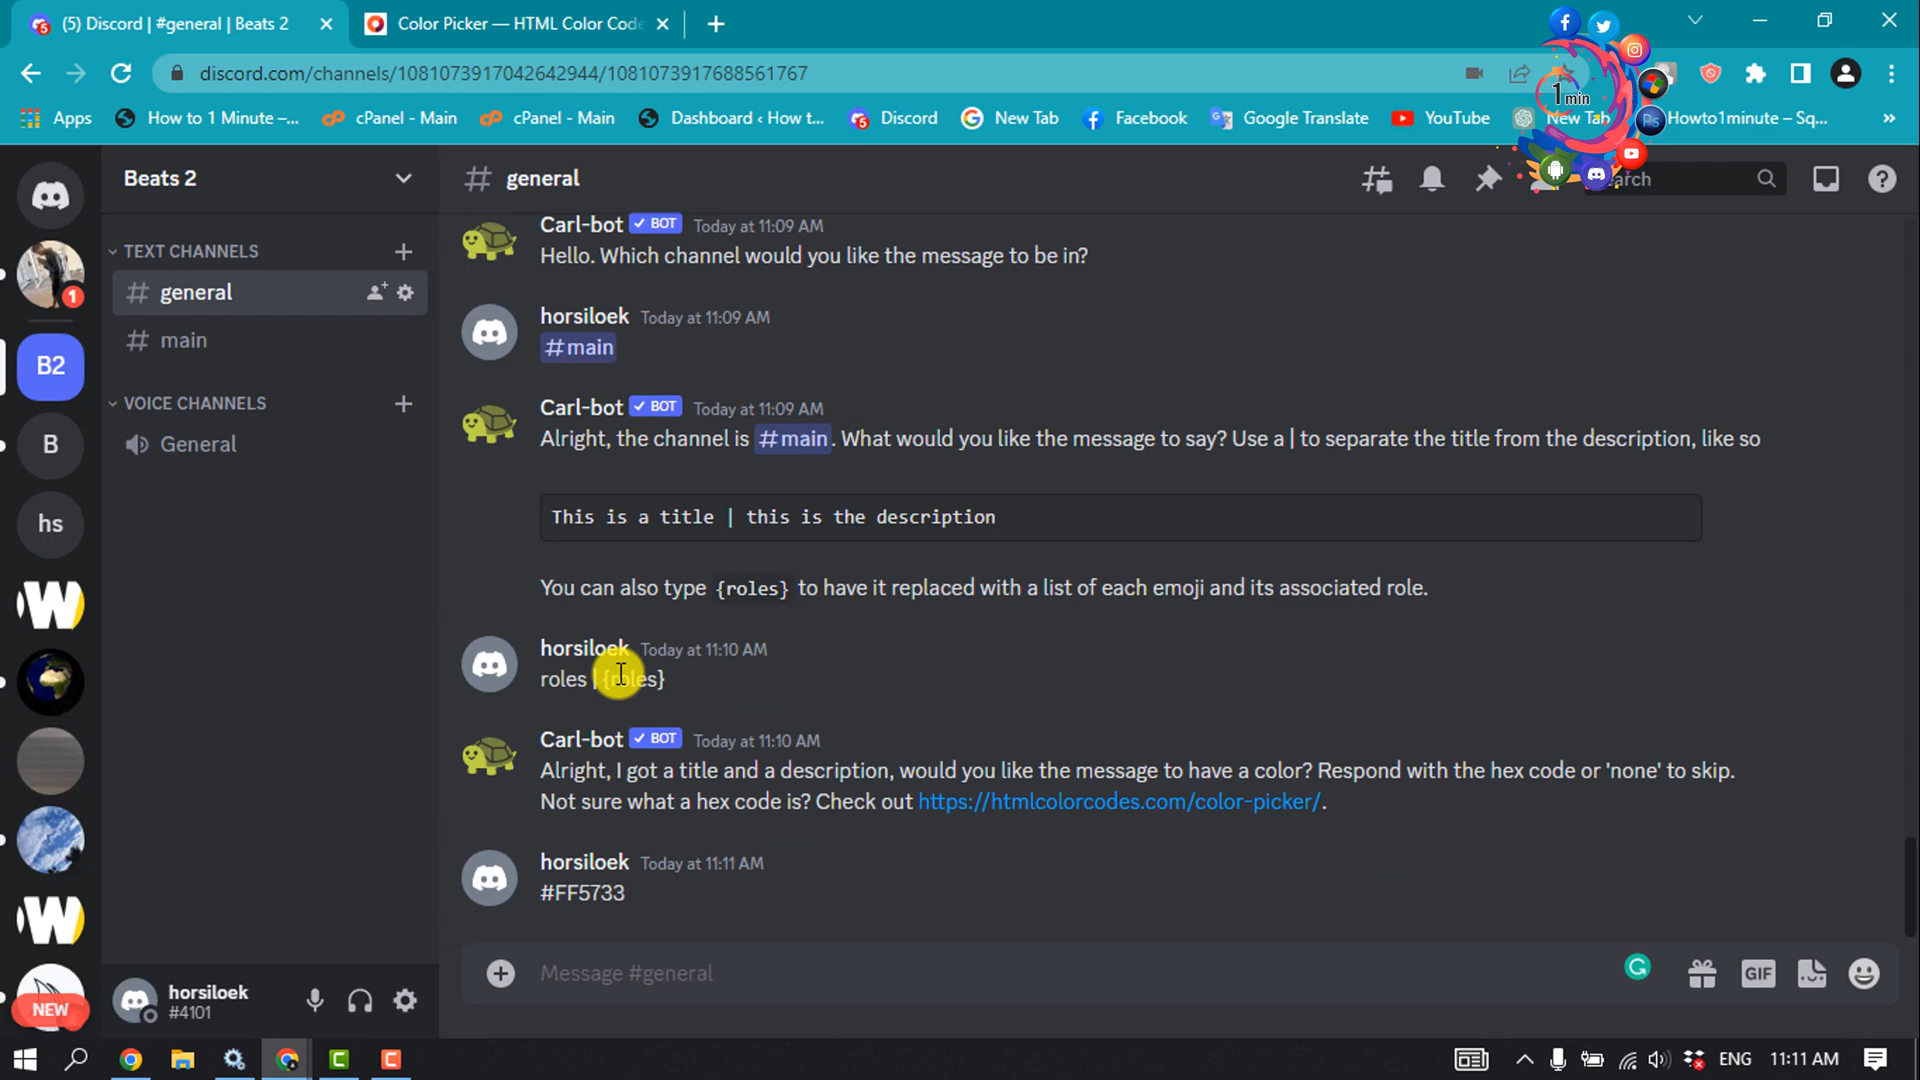 (5) Discord | #general | Beats 2
Color Picker — HTML Color Code
discord.com/channels/1081073917042642944/1081073917688561767
Apps
How to 1 Minute –...
cPanel - Main
cPanel - Main
Dashboard ‹ How t...
Discord
New Tab
Facebook
Google Translate
YouTube
New Tab
Howto1minute – Sq...
1 min
Ps
Beats 2
general
TEXT CHANNELS
general
main
VOICE CHANNELS
General
1
B2
B
hs
W
W
NEW
horsiloek
#4101
Carl-bot BOT Today at 11:09 AM
Hello. Which channel would you like the message to be in?
horsiloek Today at 11:09 AM
#main
Carl-bot BOT Today at 11:09 AM
Alright, the channel is #main. What would you like the message to say? Use a | to separate the title from the description, like so
This is a title | this is the description
You can also type {roles} to have it replaced with a list of each emoji and its associated role.
horsiloek Today at 11:10 AM
roles | {roles}
Carl-bot BOT Today at 11:10 AM
Alright, I got a title and a description, would you like the message to have a color? Respond with the hex code or 'none' to skip.
Not sure what a hex code is? Check out https://htmlcolorcodes.com/color-picker/.
horsiloek Today at 11:11 AM
#FF5733
Message #general
GIF
ENG
11:11 AM